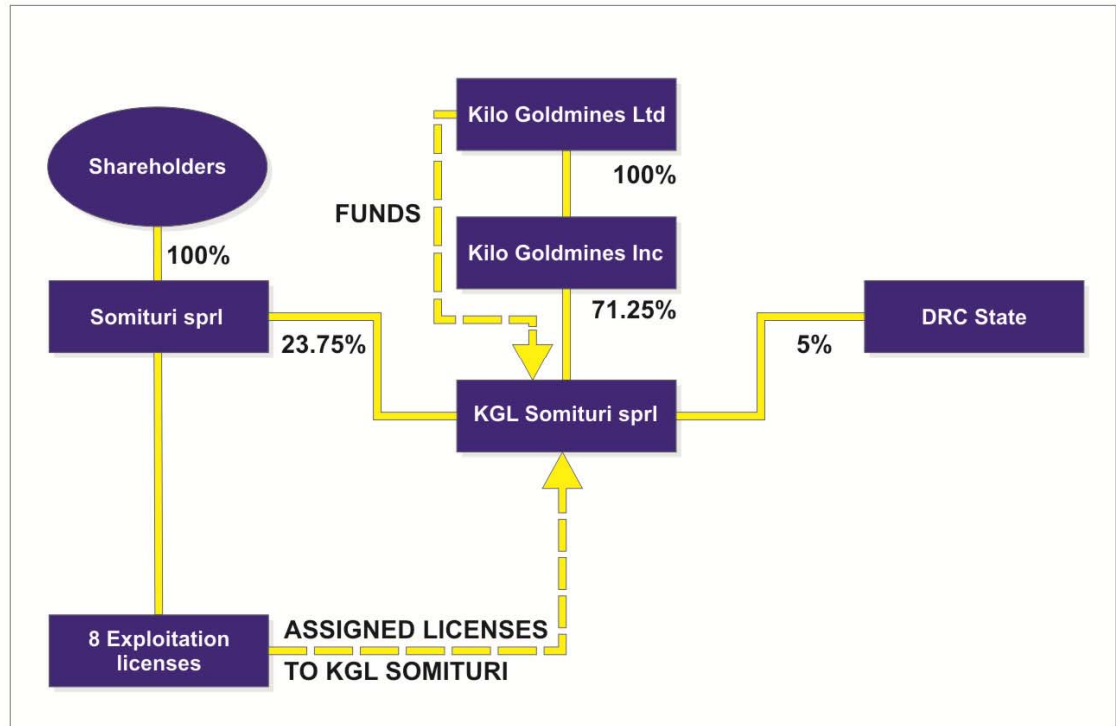 Kilo Goldmines Ltd
Shareholders
100%
FUNDS
Kilo Goldmines Inc
100%
Somituri sprl
71.25%
DRC State
23.75%
5%
KGL Somituri sprl
8 Exploitation
licenses
ASSIGNED LICENSES
TO KGL SOMITURI